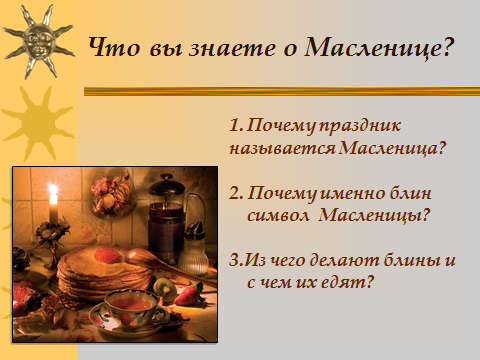 Что вы знаете о Масленице?
1. Почему праздник
называется Масленица?
2. Почему именно блин
символ Масленицы?
3.Из чего делают блины и
с чем их едят?